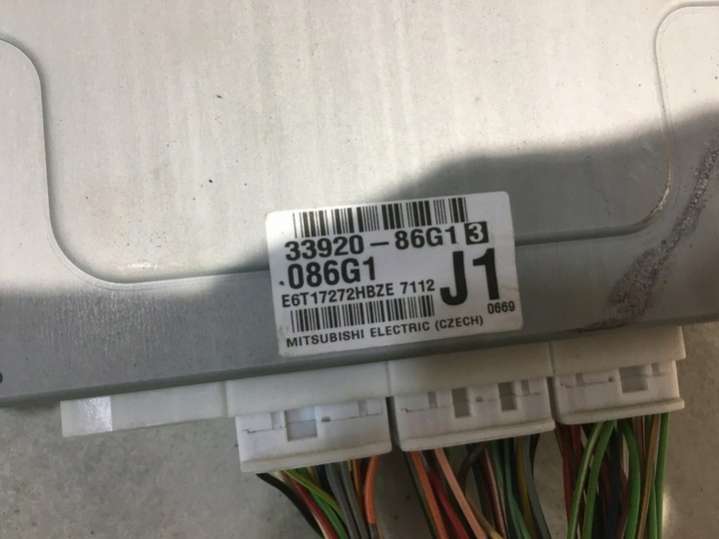 33920-86G1 3
.086G1
E6T17272HBZE 7112
J1
0669
MITSUBISHI ELECTRIC (CZECH)